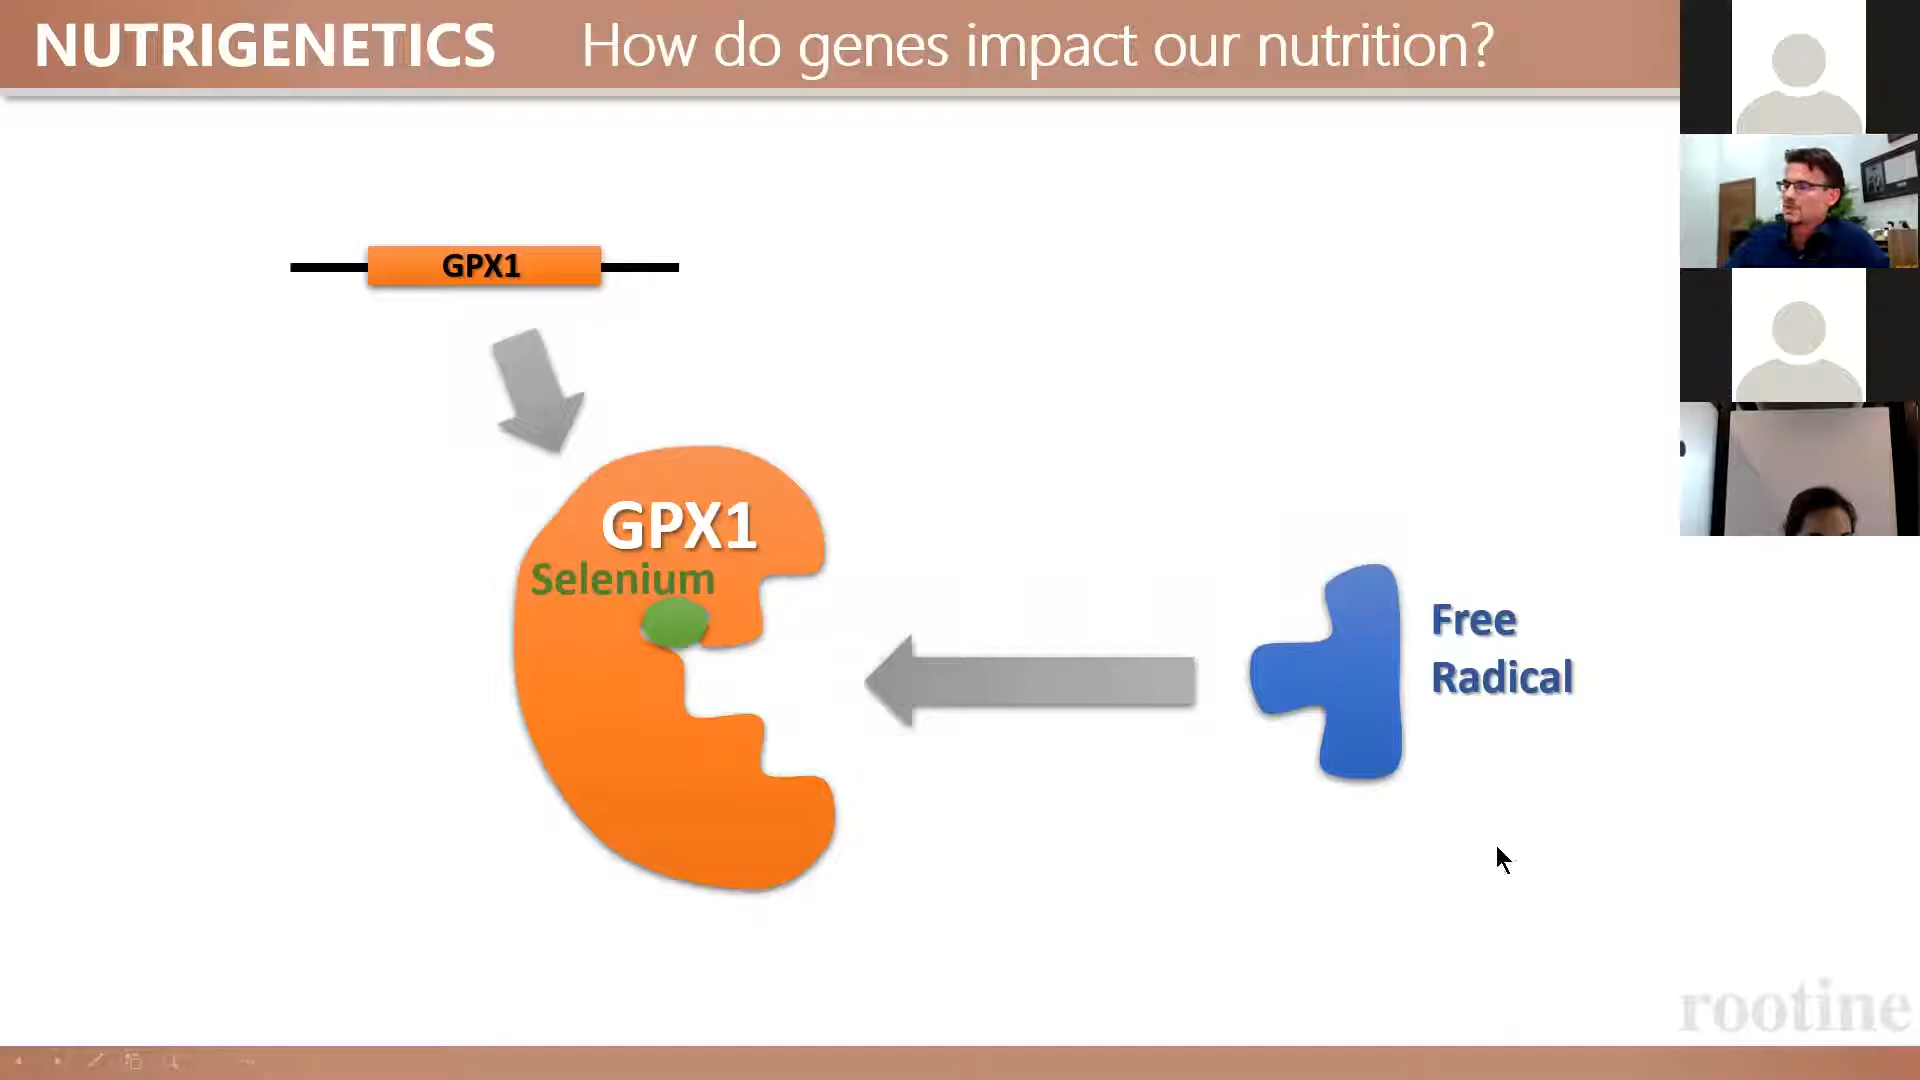 NUTRIGENETICS How do genes impact our nutrition?
GPX1
GPX1
Selenium
Free
Radical
rootine